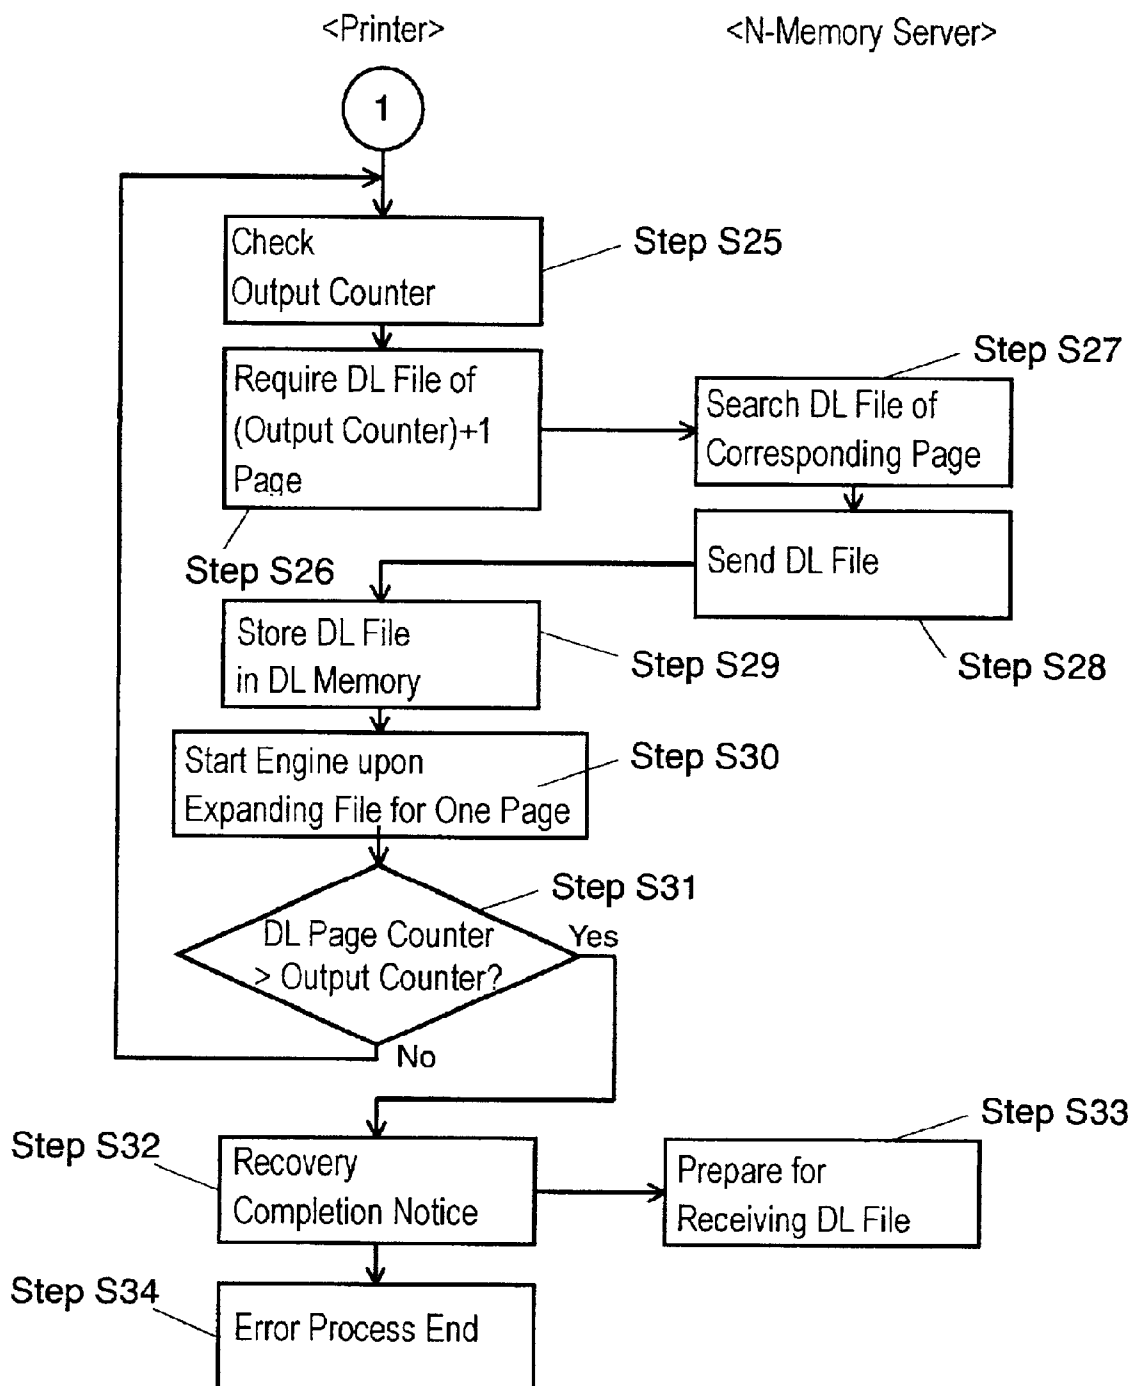 <Printer>
<N-Memory Server>
1
Check
Output Counter
Step S25
Require DL File of
(Output Counter)+1
Page
Step S26
Step S27
Search DL File of
Corresponding Page
Send DL File
Step S28
Store DL File
in DL Memory
Step S29
Start Engine upon
Expanding File for One Page
Step S30
Step S31
DL Page Counter
> Output Counter?
Yes
No
Step S32
Recovery
Completion Notice
Step S33
Prepare for
Receiving DL File
Step S34
Error Process End